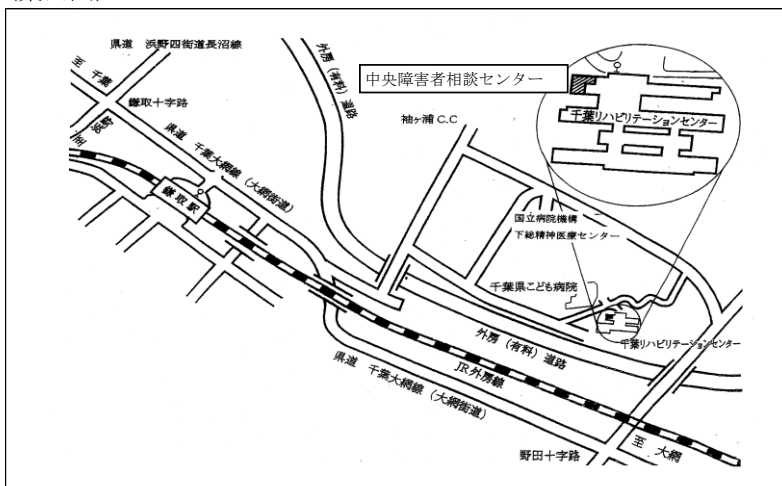 県道 浜野四街道長沼線
至 千葉
鎌取十字路
県道 千葉大網線（大網街道）
外房（有料）道路
中央障害者相談センター
千葉リハビリテーションセンター
袖ヶ浦C.C
鎌取駅
国立病院機構
下総精神医療センター
千葉県こども病院
千葉リハビリテーションセンター
外房（有料）道路
JR外房線
県道 千葉大網線（大網街道）
至 大網
野田十字路